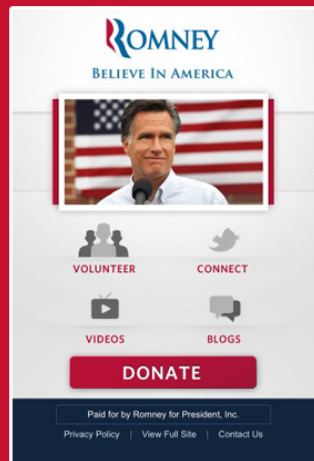 ROMNEY
BELIEVE IN AMERICA
VOLUNTEER
CONNECT
VIDEOS
BLOGS
DONATE
Paid for by Romney for President, Inc.
Privacy Policy | View Full Site | Contact Us